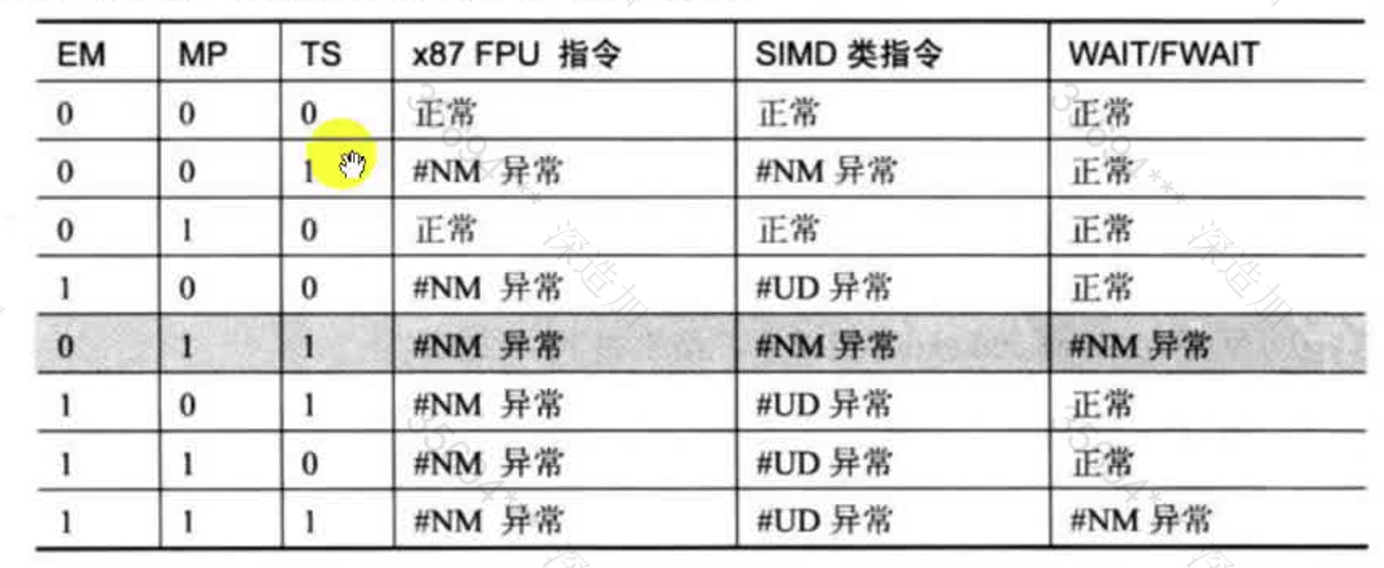 EM MP TS x87 FPU 指令 SIMD 类指令 WAIT/FWAIT
0 0 0 正常 正常 正常
0 0 1 #NM 异常 #NM 异常 正常
0 1 0 正常 正常 正常
1 0 0 #NM 异常 #UD 异常 正常
0 1 1 #NM 异常 #NM 异常 #NM 异常
1 0 1 #NM 异常 #UD 异常 正常
1 1 0 #NM 异常 #UD 异常 正常
1 1 1 #NM 异常 #UD 异常 #NM 异常